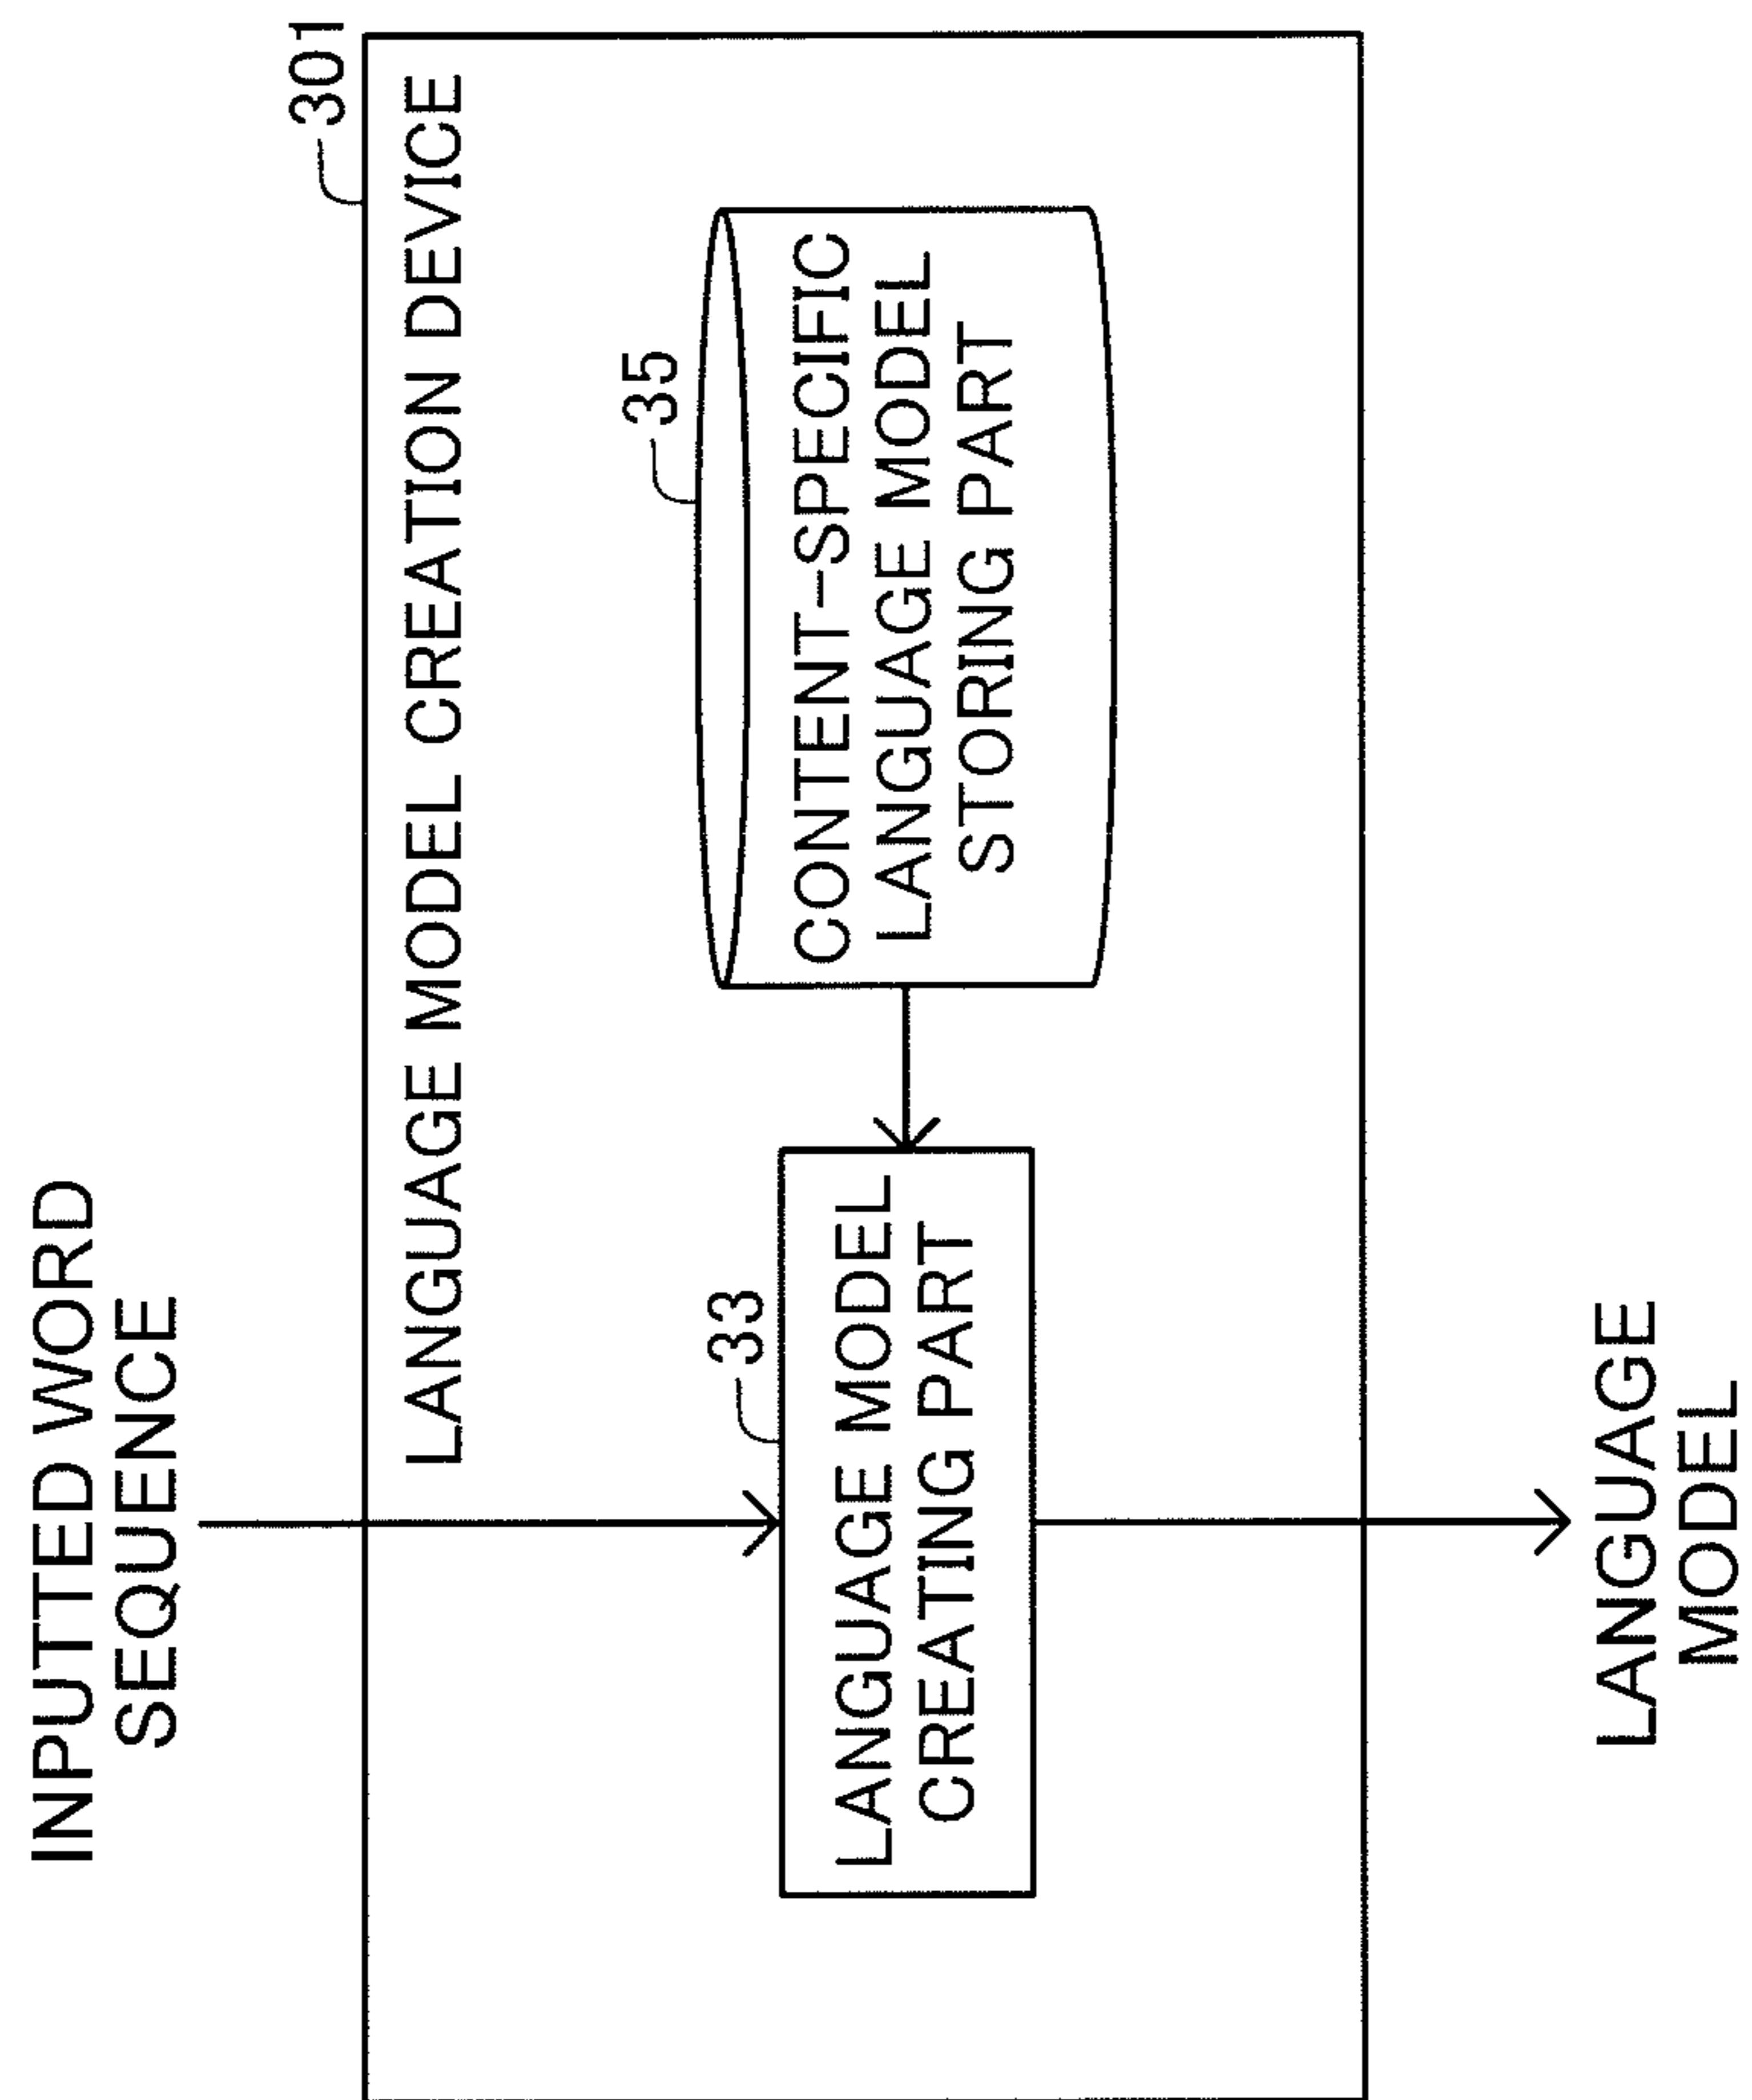 INPUTTED WORD
SEQUENCE
301
LANGUAGE MODEL CREATION DEVICE
33
LANGUAGE MODEL
CREATING PART
35
CONTENT-SPECIFIC
LANGUAGE MODEL
STORING PART
LANGUAGE
MODEL